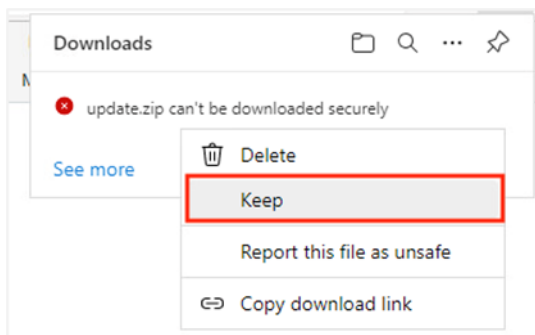 Downloads
M
update.zip can't be downloaded securely
See more
Delete
Keep
Report this file as unsafe
Copy download link